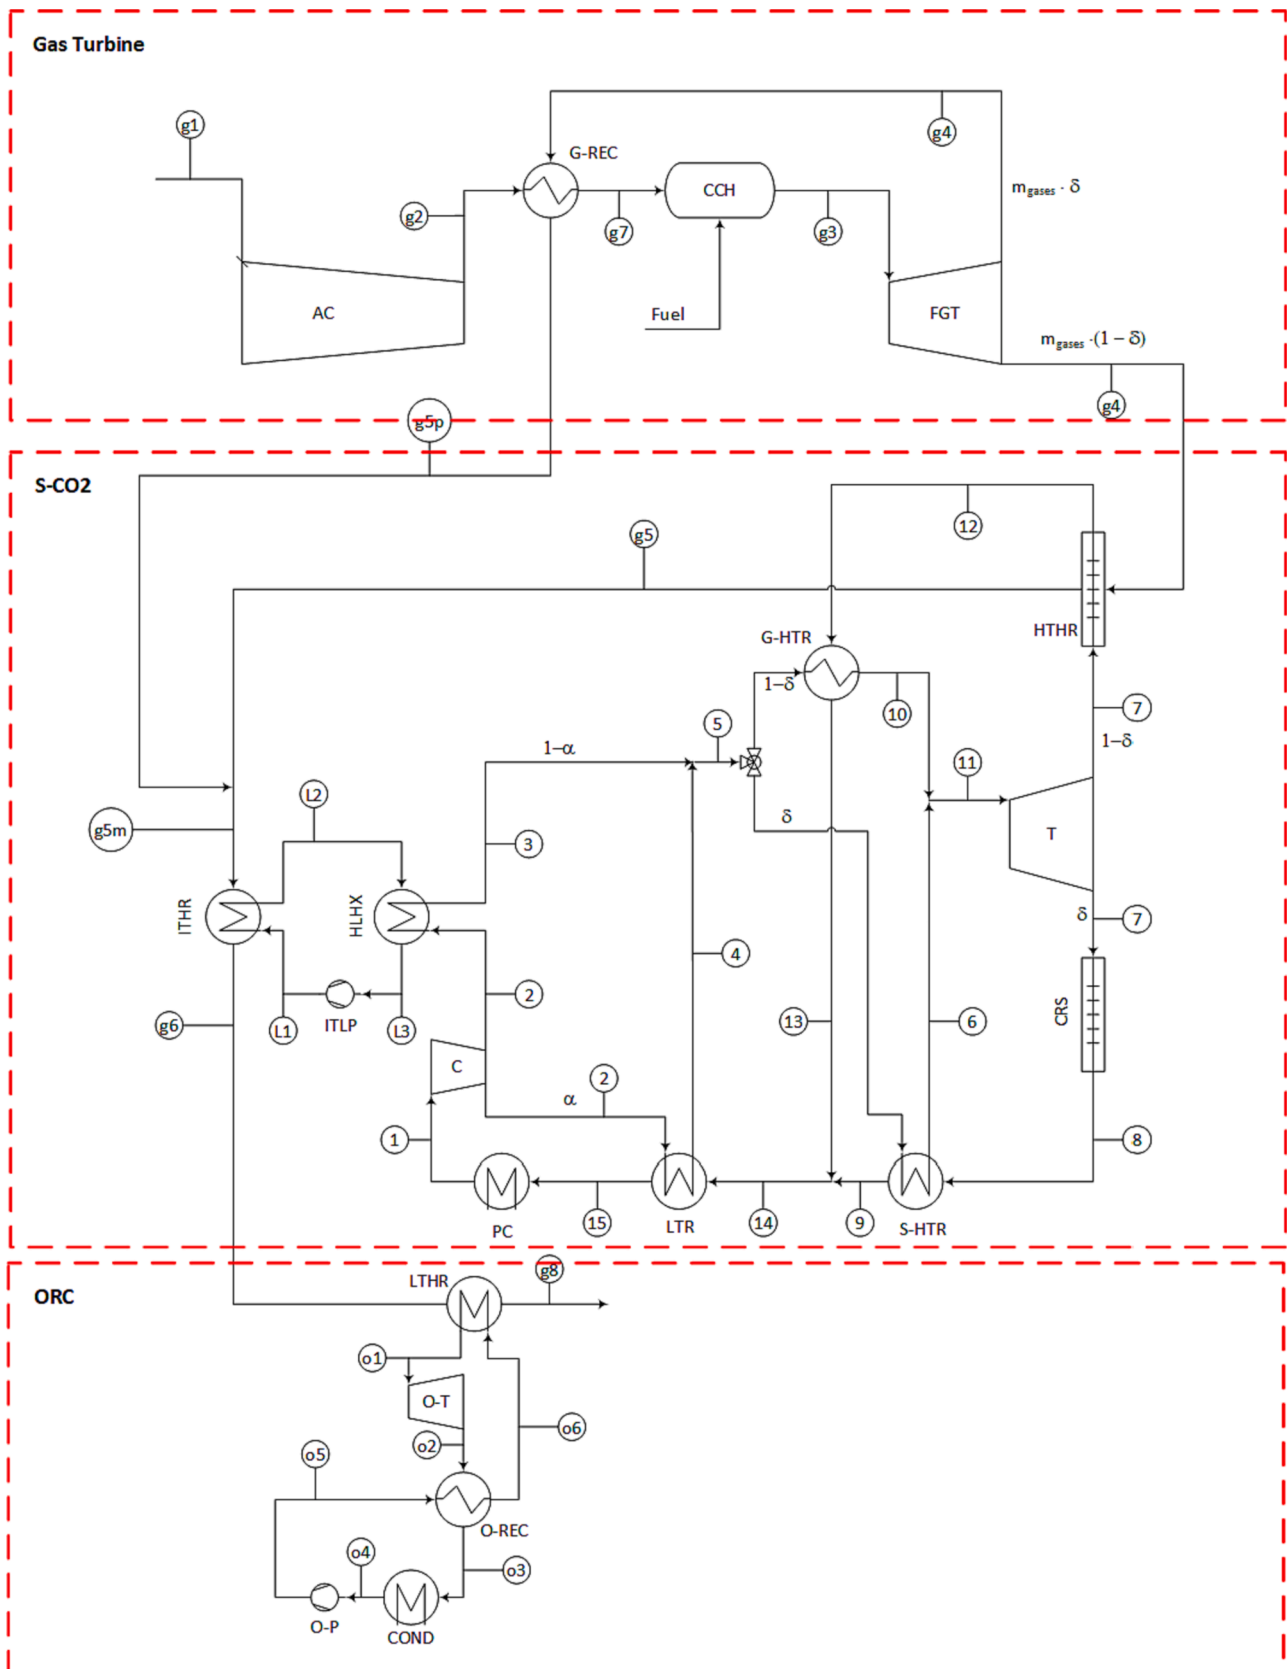 Gas Turbine
g1
g4
G-REC
CCH
m_gases · δ
g2
g7
g3
AC
Fuel
FGT
m_gases ·(1 − δ)
g4
g5p
S-CO2
12
g5
HTHR
G-HTR
1−δ
10
7
5
1−δ
1−α
11
L2
g5m
δ
T
3
ITHR
HLHX
δ
7
4
2
CRS
g6
L1
ITLP
L3
13
6
C
2
α
1
8
PC
15
LTR
14
9
S-HTR
ORC
LTHR
g8
o1
O-T
o6
o2
o5
O-REC
o4
o3
O-P
COND